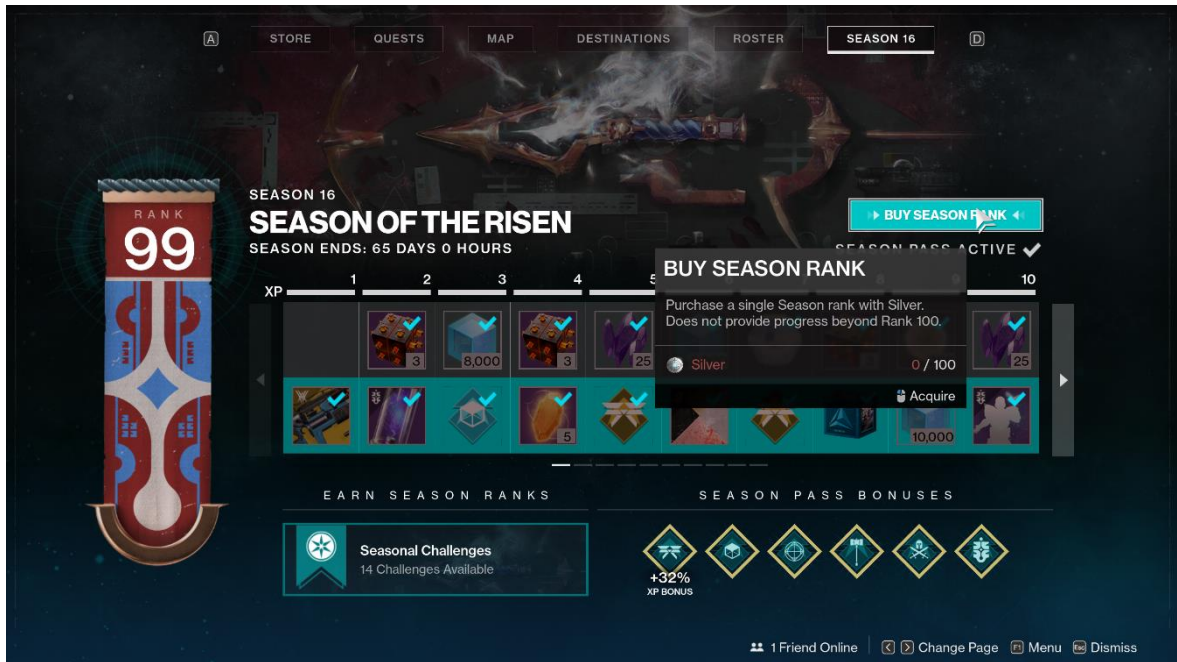 A
STORE
QUESTS
MAP
DESTINATIONS
ROSTER
SEASON 16
D
RANK
99
SEASON 16
SEASON OF THE RISEN
SEASON ENDS: 65 DAYS 0 HOURS
BUY SEASON RANK
SEASON PASS ACTIVE
XP
1
2
3
4
5
10
BUY SEASON RANK
Purchase a single Season rank with Silver.
Does not provide progress beyond Rank 100.
Silver
0 / 100
Acquire
3
8,000
3
25
25
5
10,000
EARN SEASON RANKS
Seasonal Challenges
14 Challenges Available
SEASON PASS BONUSES
+32%
XP BONUS
1 Friend Online
< > Change Page
F1 Menu
Esc Dismiss